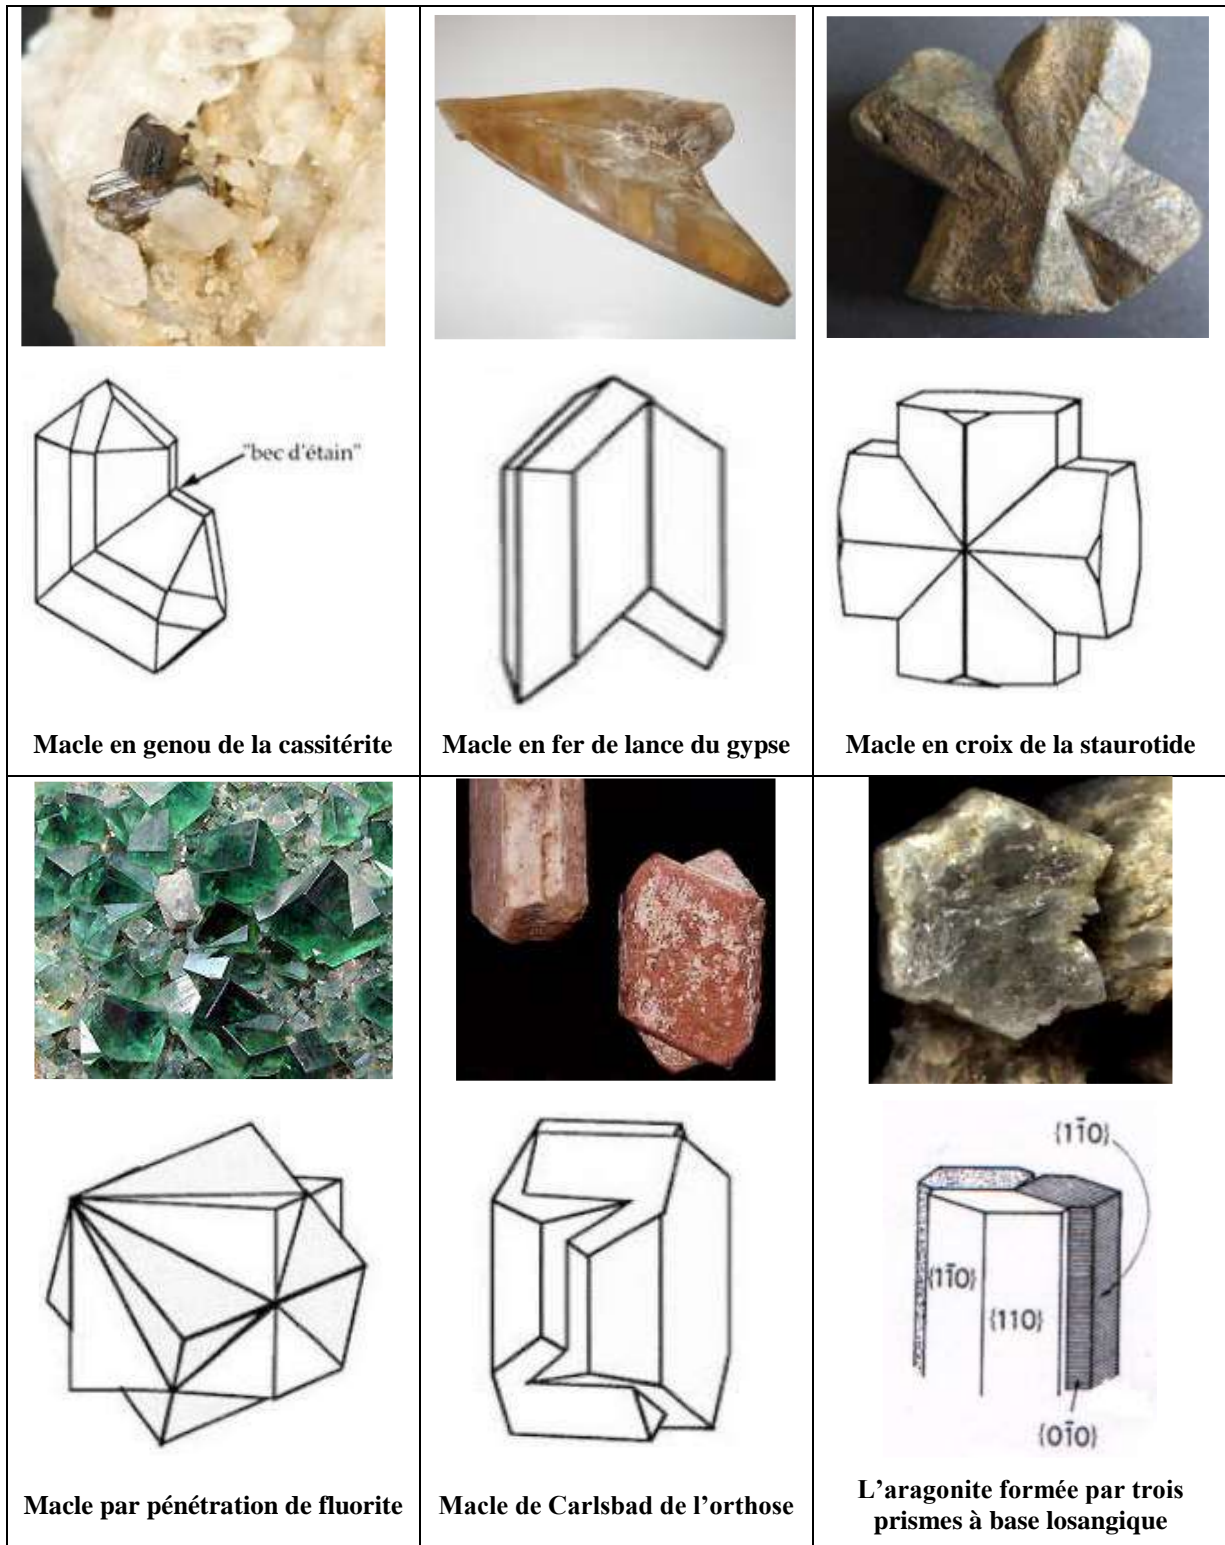 "bec d'étain"
Macle en genou de la cassitérite
Macle en fer de lance du gypse
Macle en croix de la staurotide
{11̅0}
{11̅0}
{110}
{01̅0}
Macle par pénétration de fluorite
Macle de Carlsbad de l'orthose
L'aragonite formée par trois
prismes à base losangique